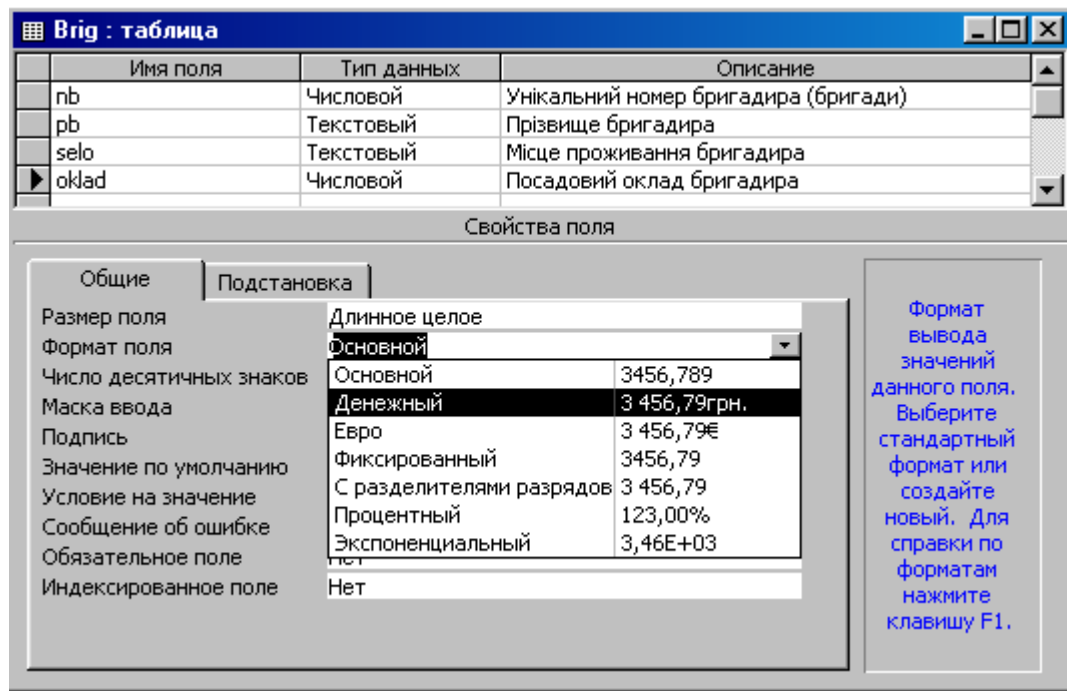 Brig : таблица
Имя поля Тип данных Описание
nb Числовой Унікальний номер бригадира (бригади)
pb Текстовый Прізвище бригадира
selo Текстовый Місце проживання бригадира
oklad Числовой Посадовий оклад бригадира
Свойства поля
Общие Подстановка
Размер поля Длинное целое
Формат поля Основной
Число десятичных знаков Основной 3456,789
Маска ввода Денежный 3 456,79грн.
Подпись Евро 3 456,79€
Значение по умолчанию Фиксированный 3456,79
Условие на значение С разделителями разрядов 3 456,79
Сообщение об ошибке Процентный 123,00%
Экспоненциальный 3,46E+03
Обязательное поле
Индексированное поле Нет
Формат
вывода
значений
данного поля.
Выберите
стандартный
формат или
создайте
новый. Для
справки по
форматам
нажмите
клавишу F1.